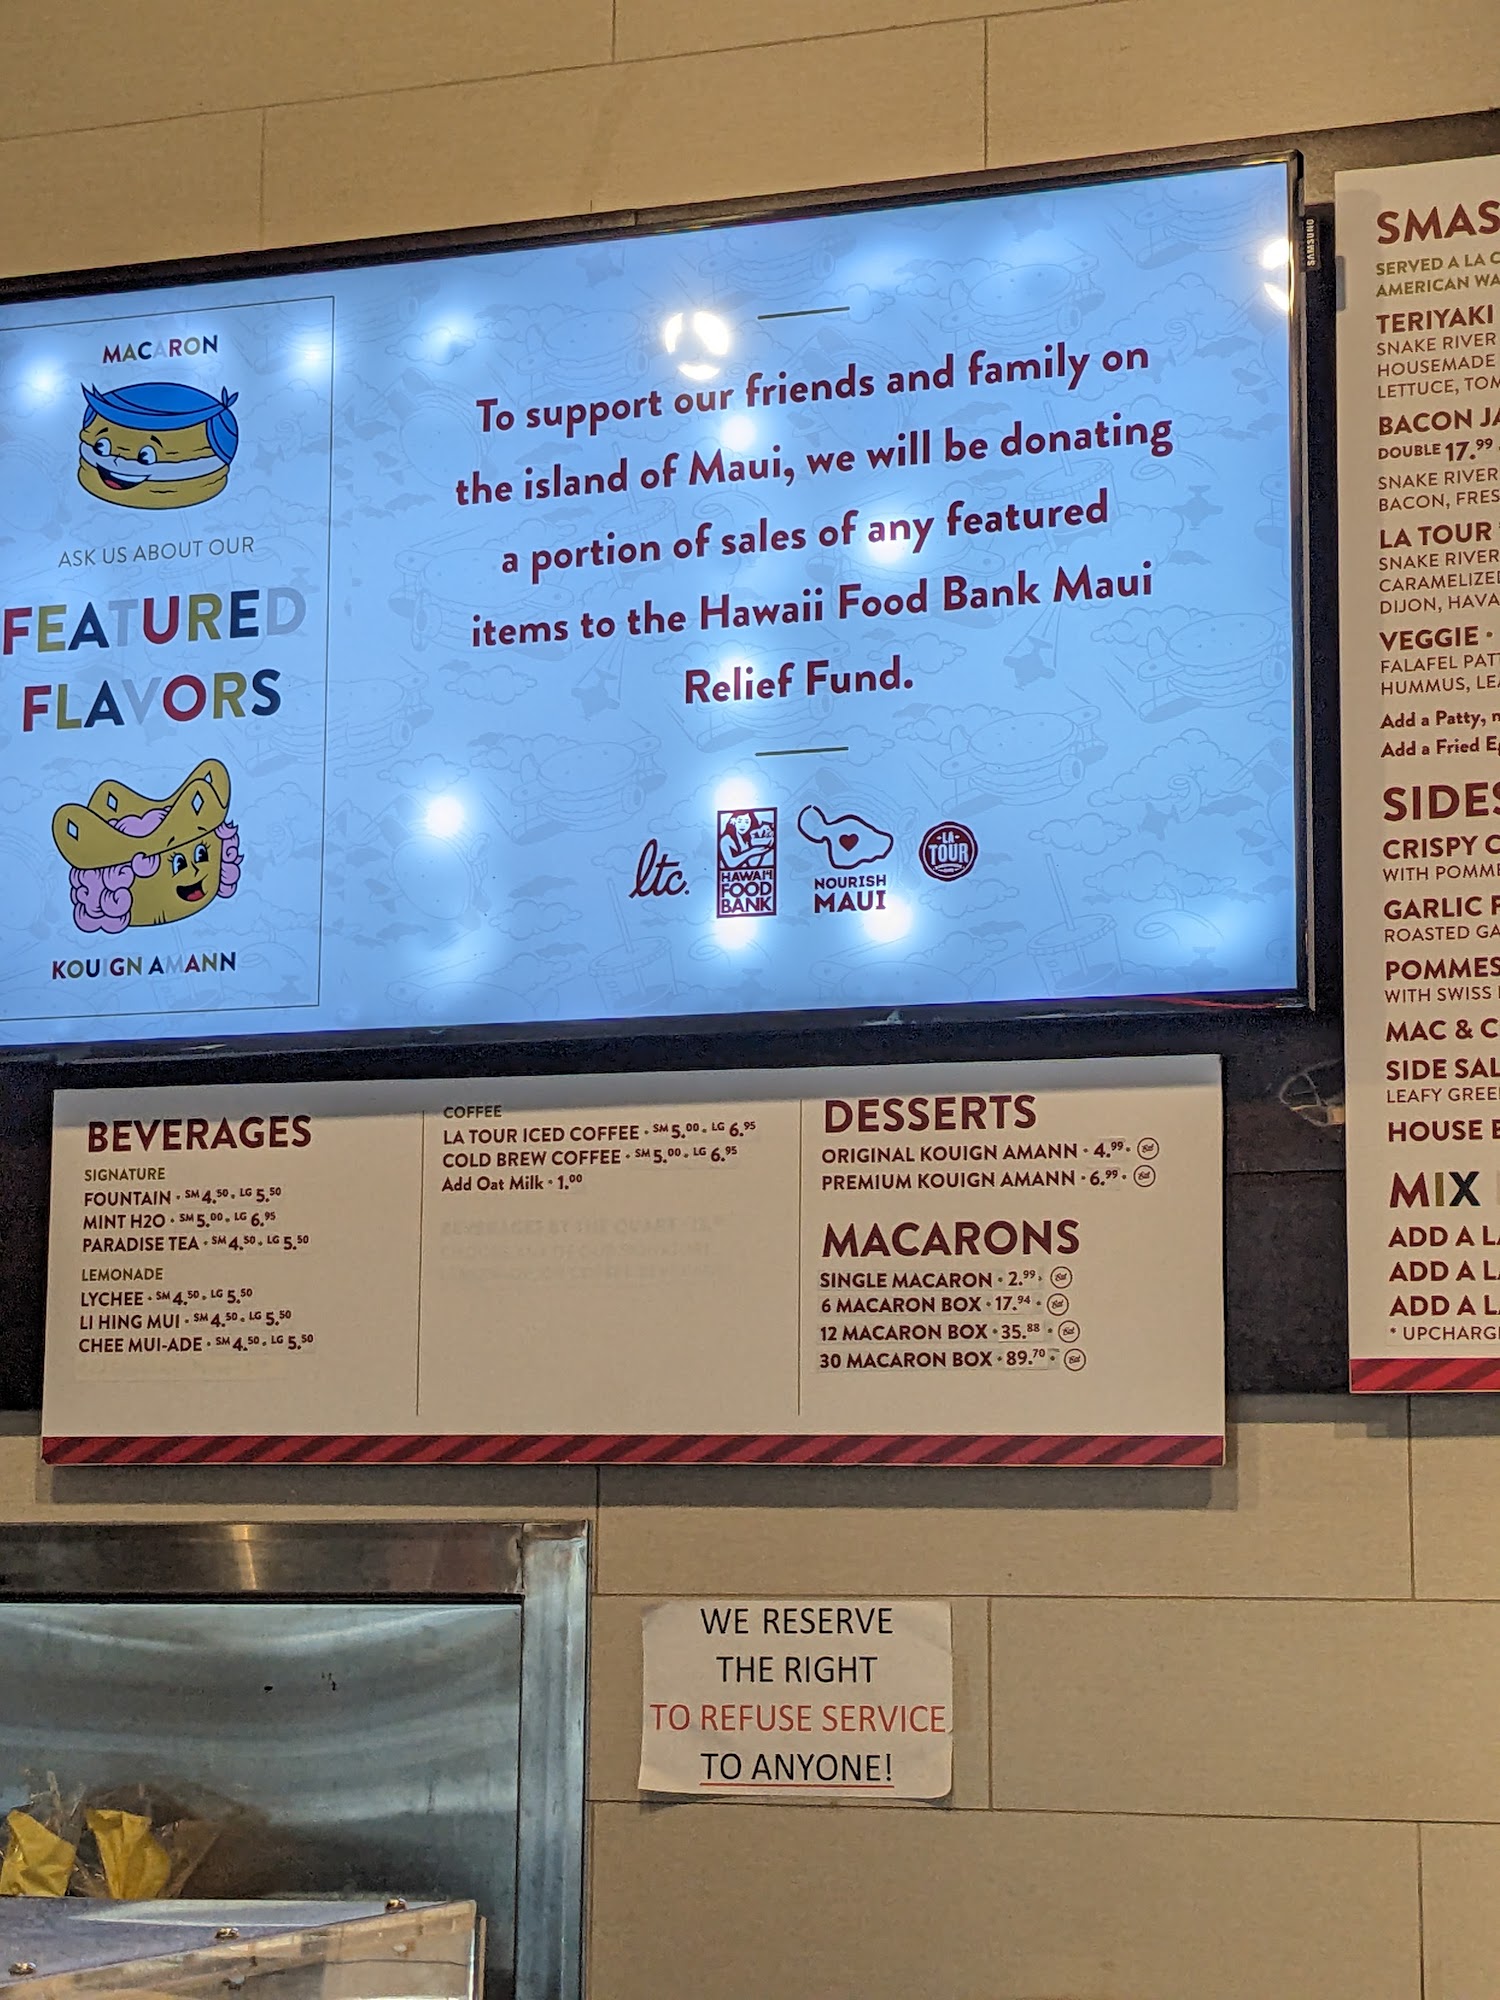 MACARON
ASK US ABOUT OUR
FEATURED
FLAVORS
KOUIGN AMANN
To support our friends and family on
the island of Maui, we will be donating
a portion of sales of any featured
items to the Hawaii Food Bank Maui
Relief Fund.
ltc.
HAWAI'I
FOOD
BANK
NOURISH
MAUI
LA
TOUR
SAMSUNG
BEVERAGES
SIGNATURE
FOUNTAIN • SM 4.50 • LG 5.50
MINT H2O • SM 5.00 • LG 6.95
PARADISE TEA • SM 4.50 • LG 5.50
LEMONADE
LYCHEE • SM 4.50 • LG 5.50
LI HING MUI • SM 4.50 • LG 5.50
CHEE MUI-ADE • SM 4.50 • LG 5.50
COFFEE
LA TOUR ICED COFFEE • SM 5.00 • LG 6.95
COLD BREW COFFEE • SM 5.00 • LG 6.95
Add Oat Milk • 1.00
DESSERTS
ORIGINAL KOUIGN AMANN • 4.99 •
PREMIUM KOUIGN AMANN • 6.99 •
MACARONS
SINGLE MACARON • 2.99 •
6 MACARON BOX • 17.94 •
12 MACARON BOX • 35.88 •
30 MACARON BOX • 89.70 •
SMAS
SERVED A LA C
AMERICAN WA
TERIYAKI
SNAKE RIVER
HOUSEMADE
LETTUCE, TOM
BACON JA
DOUBLE 17.99
SNAKE RIVER
BACON, FRES
LA TOUR
SNAKE RIVER
CARAMELIZED
DIJON, HAVA
VEGGIE •
FALAFEL PATT
HUMMUS, LEA
Add a Patty,
Add a Fried E
SIDES
CRISPY
WITH POMME
GARLIC F
ROASTED GA
POMMES
WITH SWISS
MAC & C
SIDE SAL
LEAFY GREE
HOUSE
MIX
ADD A LA
ADD A LA
ADD A LA
* UPCHARG
WE RESERVE
THE RIGHT
TO REFUSE SERVICE
TO ANYONE!